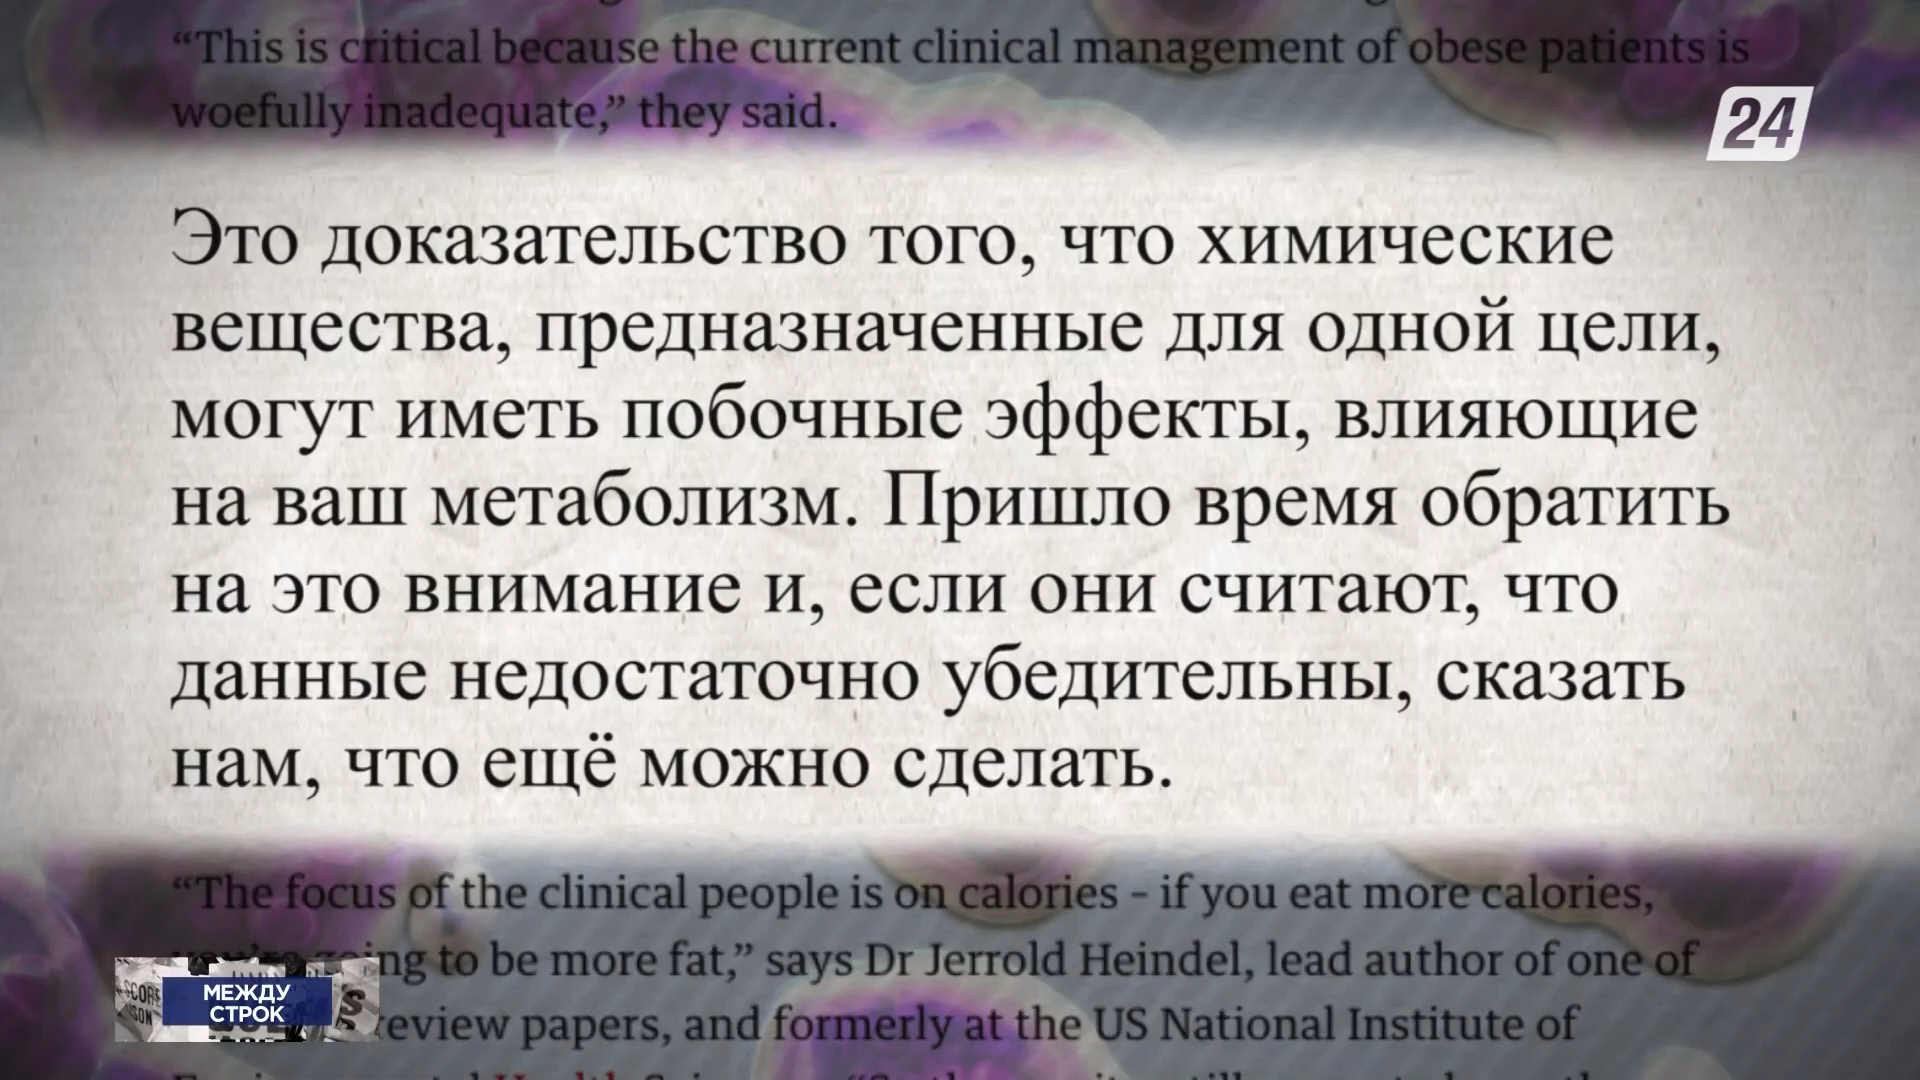 “This is critical because the current clinical management of obese patients is
woefully inadequate,” they said.
24
Это доказательство того, что химические
вещества, предназначенные для одной цели,
могут иметь побочные эффекты, влияющие
на ваш метаболизм. Пришло время обратить
на это внимание и, если они считают, что
данные недостаточно убедительны, сказать
нам, что ещё можно сделать.
“The focus of the clinical people is on calories – if you eat more calories,
to be more fat,” says Dr Jerrold Heindel, lead author of one of
МЕЖДУ
СТРОК
papers, and formerly at the US National Institute of